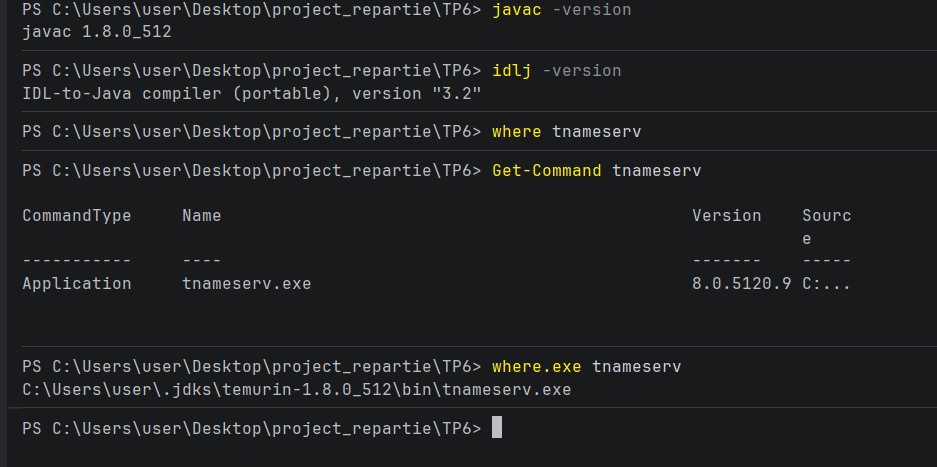 PS C:\Users\user\Desktop\project_repartie\TP6> javac -version
javac 1.8.0_512
PS C:\Users\user\Desktop\project_repartie\TP6> idlj -version
IDL-to-Java compiler (portable), version "3.2"
PS C:\Users\user\Desktop\project_repartie\TP6> where tnameserv
PS C:\Users\user\Desktop\project_repartie\TP6> Get-Command tnameserv
CommandType     Name                                               Version    Sourc
                                                                              e
-----------     ----                                               -------    -----
Application     tnameserv.exe                                      8.0.5120.9 C:...
PS C:\Users\user\Desktop\project_repartie\TP6> where.exe tnameserv
C:\Users\user\.jdks\temurin-1.8.0_512\bin\tnameserv.exe
PS C:\Users\user\Desktop\project_repartie\TP6>